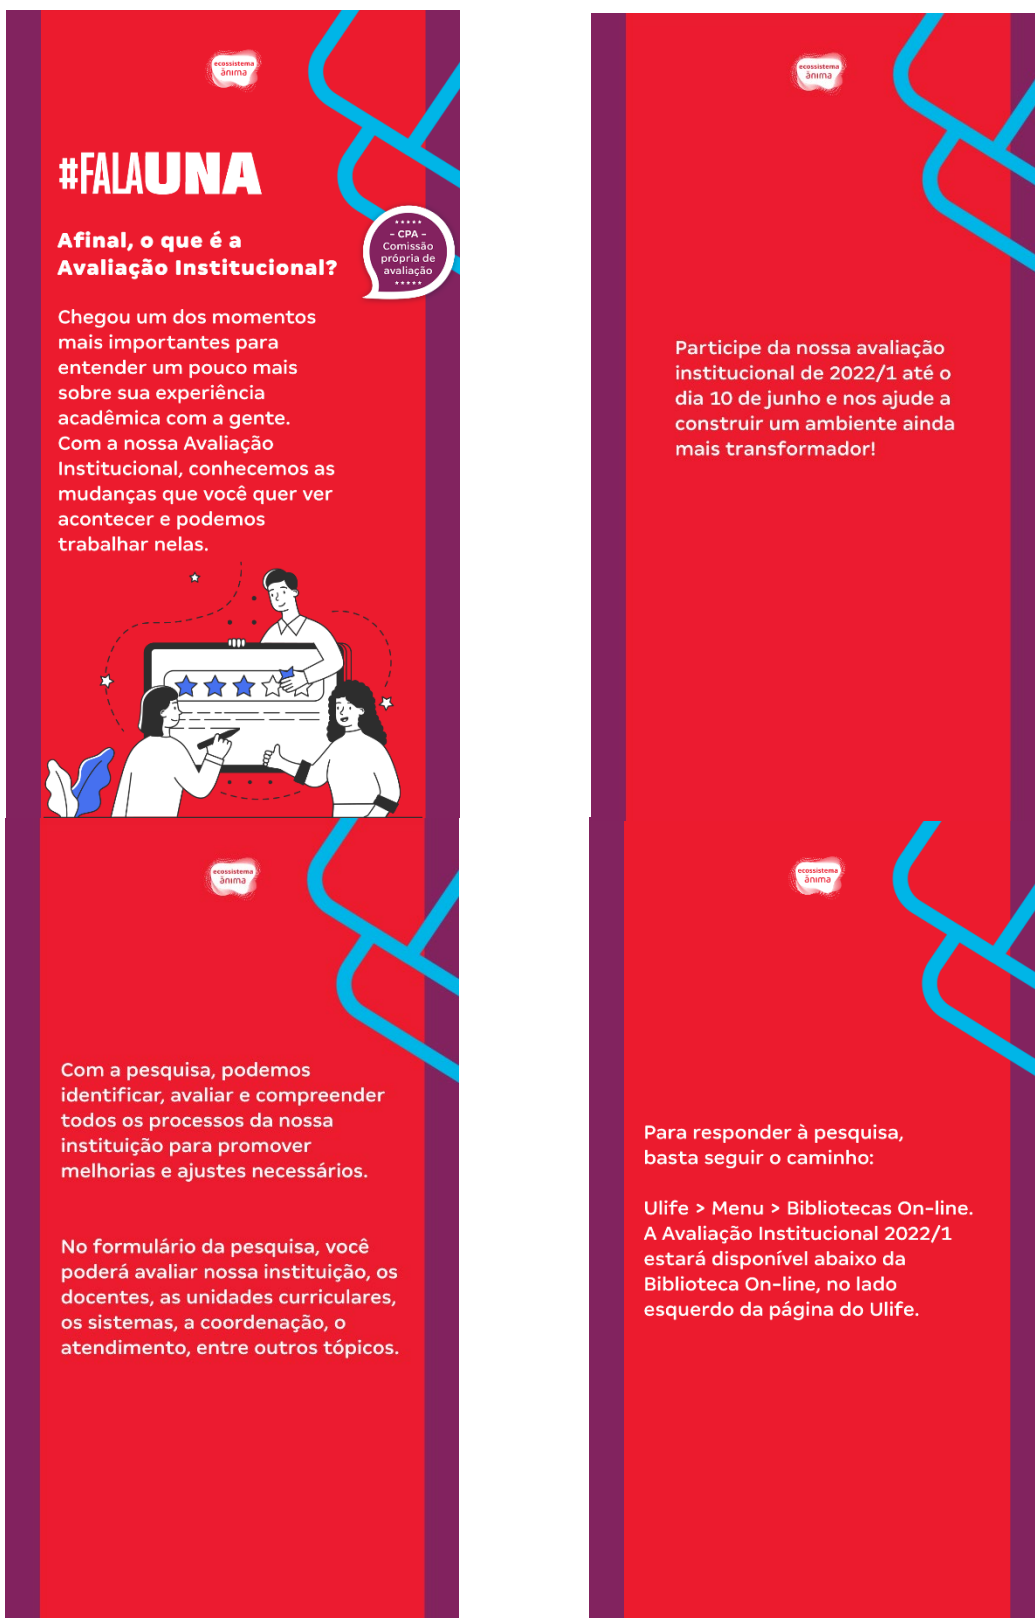 ecossistema
ânima
#FALAUNA
Afinal, o que é a
Avaliação Institucional?
- CPA -
Comissão
própria de
avaliação
Chegou um dos momentos
mais importantes para
entender um pouco mais
sobre sua experiência
acadêmica com a gente.
Com a nossa Avaliação
Institucional, conhecemos as
mudanças que você quer ver
acontecer e podemos
trabalhar nelas.
ecossistema
ânima
Participe da nossa avaliação
institucional de 2022/1 até o
dia 10 de junho e nos ajude a
construir um ambiente ainda
mais transformador!
ecossistema
ânima
Com a pesquisa, podemos
identificar, avaliar e compreender
todos os processos da nossa
instituição para promover
melhorias e ajustes necessários.
No formulário da pesquisa, você
poderá avaliar nossa instituição, os
docentes, as unidades curriculares,
os sistemas, a coordenação, o
atendimento, entre outros tópicos.
ecossistema
ânima
Para responder à pesquisa,
basta seguir o caminho:
Ulife > Menu > Bibliotecas On-line.
A Avaliação Institucional 2022/1
estará disponível abaixo da
Biblioteca On-line, no lado
esquerdo da página do Ulife.